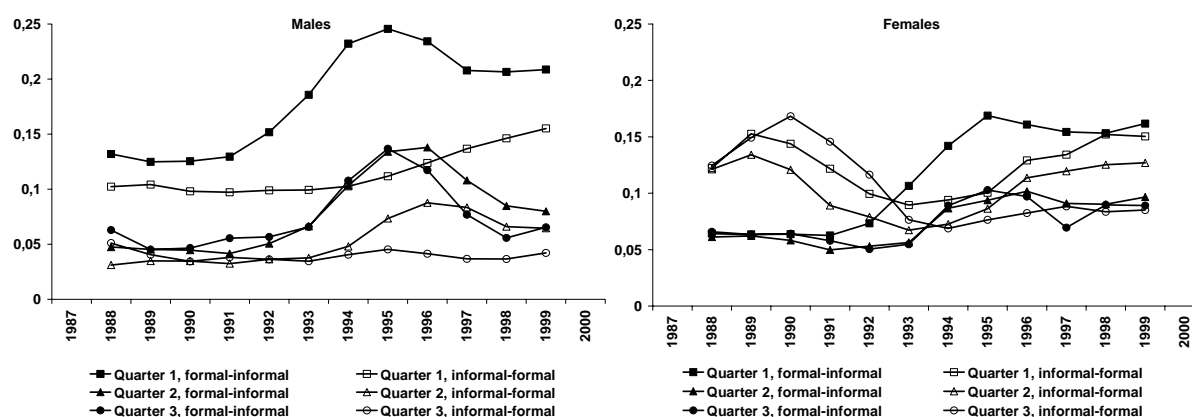 Males
0,25
0,2
0,15
0,1
0,05
0
1987 1988 1989 1990 1991 1992 1993 1994 1995 1996 1997 1998 1999 2000
Quarter 1, formal-informal Quarter 1, informal-formal
Quarter 2, formal-informal Quarter 2, informal-formal
Quarter 3, formal-informal Quarter 3, informal-formal
Females
0,25
0,2
0,15
0,1
0,05
0
1987 1988 1989 1990 1991 1992 1993 1994 1995 1996 1997 1998 1999 2000
Quarter 1, formal-informal Quarter 1, informal-formal
Quarter 2, formal-informal Quarter 2, informal-formal
Quarter 3, formal-informal Quarter 3, informal-formal